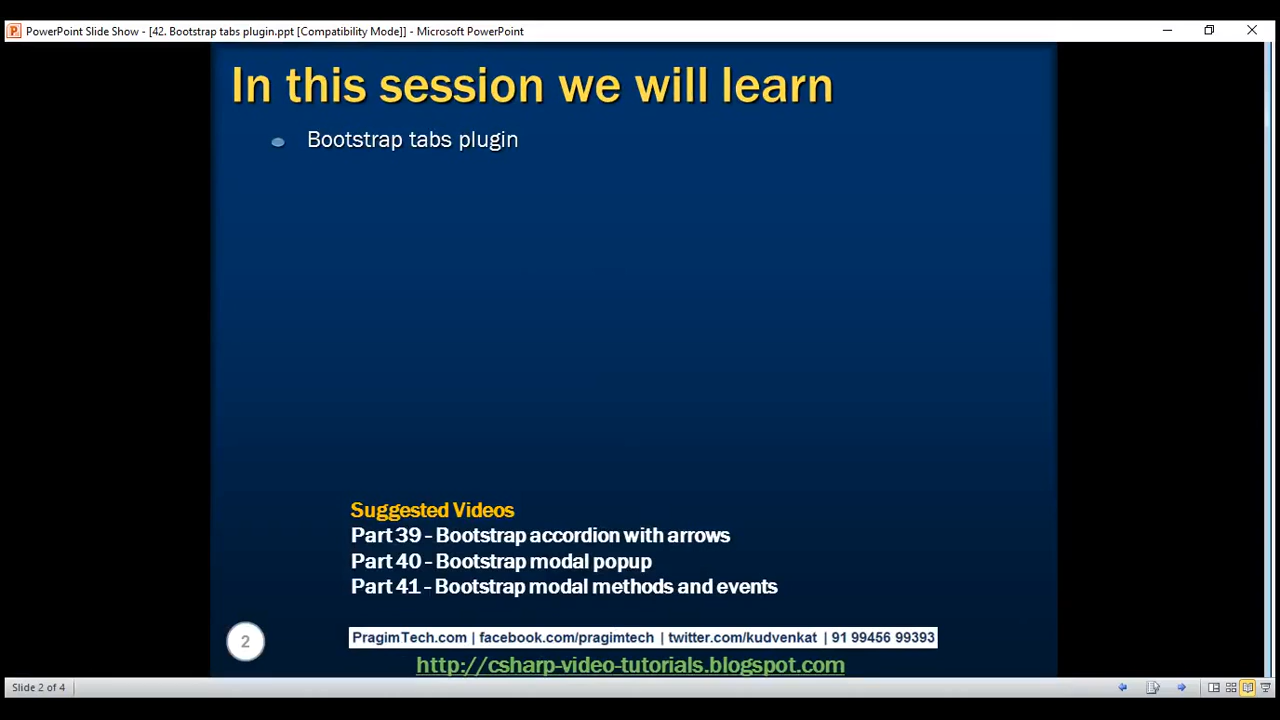 PowerPoint Slide Show - [42. Bootstrap tabs plugin.ppt [Compatibility Mode]] - Microsoft PowerPoint
In this session we will learn
Bootstrap tabs plugin
Suggested Videos
Part 39 - Bootstrap accordion with arrows
Part 40 - Bootstrap modal popup
Part 41 - Bootstrap modal methods and events
2
PragimTech.com | facebook.com/pragimtech | twitter.com/kudvenkat | 91 99456 99393
http://csharp-video-tutorials.blogspot.com
Slide 2 of 4